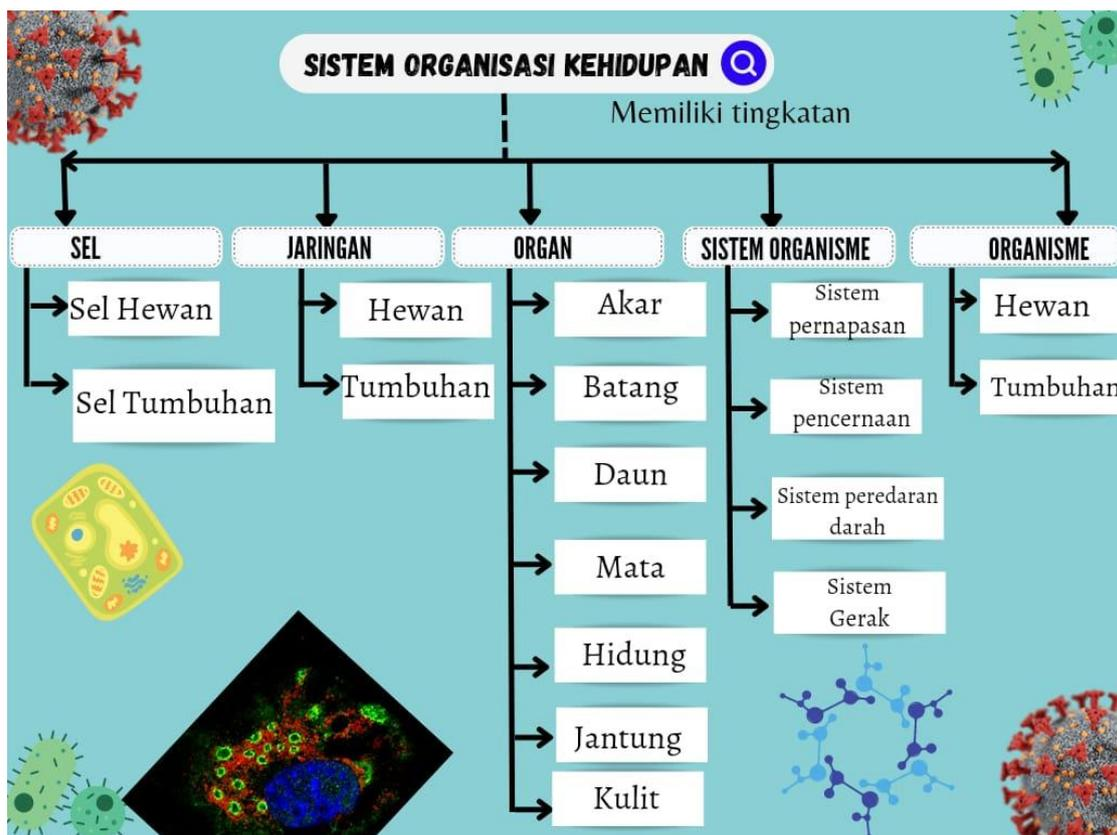 SISTEM ORGANISASI KEHIDUPAN
Memiliki tingkatan
SEL
Sel Hewan
Sel Tumbuhan
JARINGAN
Hewan
Tumbuhan
ORGAN
Akar
Batang
Daun
Mata
Hidung
Jantung
Kulit
SISTEM ORGANISME
Sistem
pernapasan
Sistem
pencernaan
Sistem peredaran
darah
Sistem
Gerak
ORGANISME
Hewan
Tumbuhan